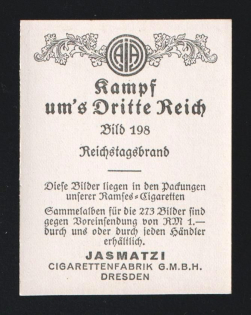 Kampf
um's Dritte Reich
Bild 198
Reichstagsbrand
Diese Bilder liegen in den Packungen
unserer Ramses=Cigaretten
Sammelalben für die 273 Bilder sind
gegen Voreinsendung von RM 1.—
durch uns oder durch jeden Händler
erhältlich.
JASMATZI
CIGARETTENFABRIK G.M.B.H.
DRESDEN